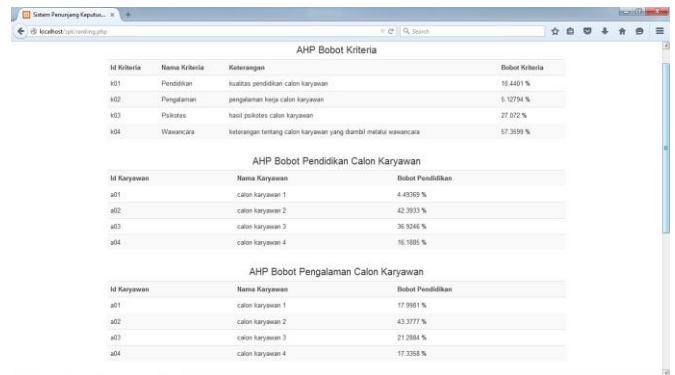 Sistem Penunjang Keputus...
localhost/spk/ranking.php
Search
AHP Bobot Kriteria
Id Kriteria Nama Kriteria Keterangan Bobot Kriteria
k01 Pendidikan kualitas pendidikan calon karyawan 10.4401 %
k02 Pengalaman pengalaman kerja calon karyawan 5.12794 %
k03 Psikotes hasil psikotes calon karyawan 27.072 %
k04 Wawancara keterangan tentang calon karyawan yang diambil melalui wawancara 57.3599 %
AHP Bobot Pendidikan Calon Karyawan
Id Karyawan Nama Karyawan Bobot Pendidikan
a01 calon karyawan 1 4.49369 %
a02 calon karyawan 2 42.3933 %
a03 calon karyawan 3 36.9246 %
a04 calon karyawan 4 16.1885 %
AHP Bobot Pengalaman Calon Karyawan
Id Karyawan Nama Karyawan Bobot Pendidikan
a01 calon karyawan 1 17.9981 %
a02 calon karyawan 2 43.3777 %
a03 calon karyawan 3 21.2884 %
a04 calon karyawan 4 17.3358 %